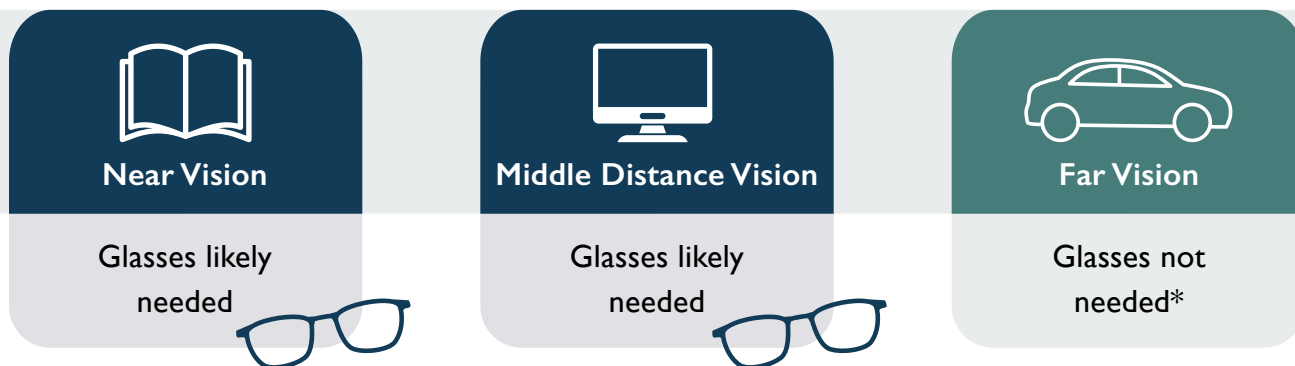 Near Vision
Glasses likely
needed
Middle Distance Vision
Glasses likely
needed
Far Vision
Glasses not
needed*